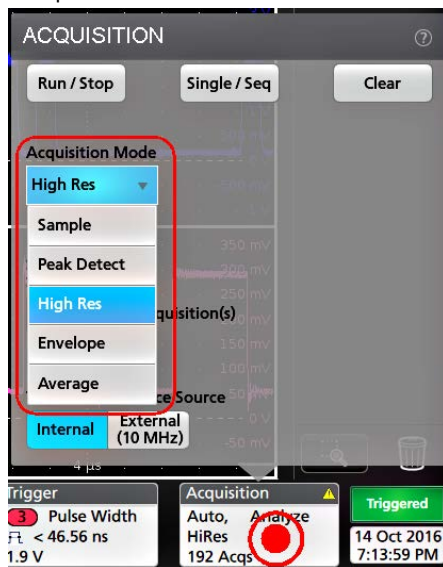 ACQUISITION
?
Run / Stop
Single / Seq
Clear
Acquisition Mode
High Res
Sample
Peak Detect
High Res
Envelope
Average
350 mV
300 mV
250 mV
quisition(s)
200 mV
150 mV
100 mV
ce Source
50 mV
0 V
-50 mV
Internal
External
(10 MHz)
4 µs
Trigger
3 Pulse Width
< 46.56 ns
1.9 V
Acquisition
Auto, Analyze
HiRes
192 Acqs
Triggered
14 Oct 2016
7:13:59 PM